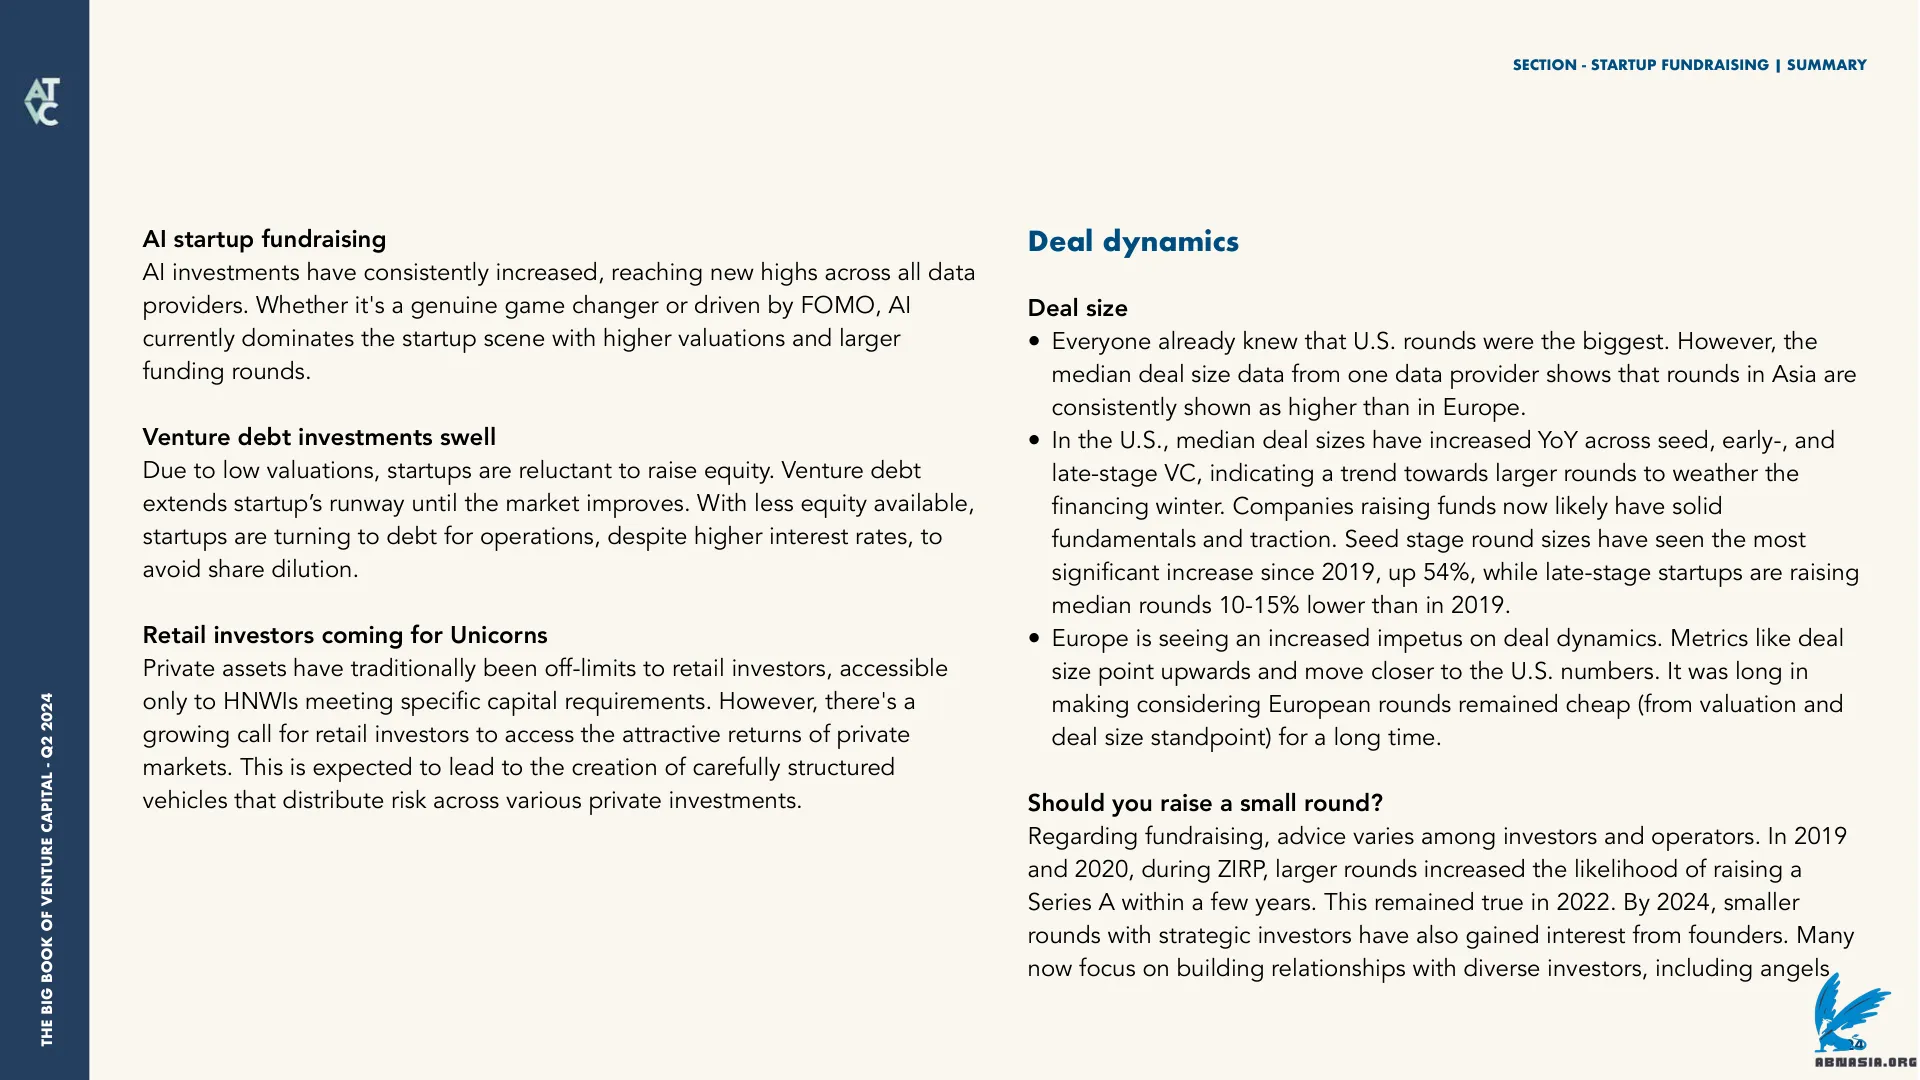 AT
VC
THE BIG BOOK OF VENTURE CAPITAL - Q2 2024
SECTION - STARTUP FUNDRAISING | SUMMARY
AI startup fundraising
AI investments have consistently increased, reaching new highs across all data
providers. Whether it's a genuine game changer or driven by FOMO, AI
currently dominates the startup scene with higher valuations and larger
funding rounds.
Venture debt investments swell
Due to low valuations, startups are reluctant to raise equity. Venture debt
extends startup’s runway until the market improves. With less equity available,
startups are turning to debt for operations, despite higher interest rates, to
avoid share dilution.
Retail investors coming for Unicorns
Private assets have traditionally been off-limits to retail investors, accessible
only to HNWIs meeting specific capital requirements. However, there's a
growing call for retail investors to access the attractive returns of private
markets. This is expected to lead to the creation of carefully structured
vehicles that distribute risk across various private investments.
Deal dynamics
Deal size
• Everyone already knew that U.S. rounds were the biggest. However, the
median deal size data from one data provider shows that rounds in Asia are
consistently shown as higher than in Europe.
• In the U.S., median deal sizes have increased YoY across seed, early-, and
late-stage VC, indicating a trend towards larger rounds to weather the
financing winter. Companies raising funds now likely have solid
fundamentals and traction. Seed stage round sizes have seen the most
significant increase since 2019, up 54%, while late-stage startups are raising
median rounds 10-15% lower than in 2019.
• Europe is seeing an increased impetus on deal dynamics. Metrics like deal
size point upwards and move closer to the U.S. numbers. It was long in
making considering European rounds remained cheap (from valuation and
deal size standpoint) for a long time.
Should you raise a small round?
Regarding fundraising, advice varies among investors and operators. In 2019
and 2020, during ZIRP, larger rounds increased the likelihood of raising a
Series A within a few years. This remained true in 2022. By 2024, smaller
rounds with strategic investors have also gained interest from founders. Many
now focus on building relationships with diverse investors, including angels
ABNASIA.ORG